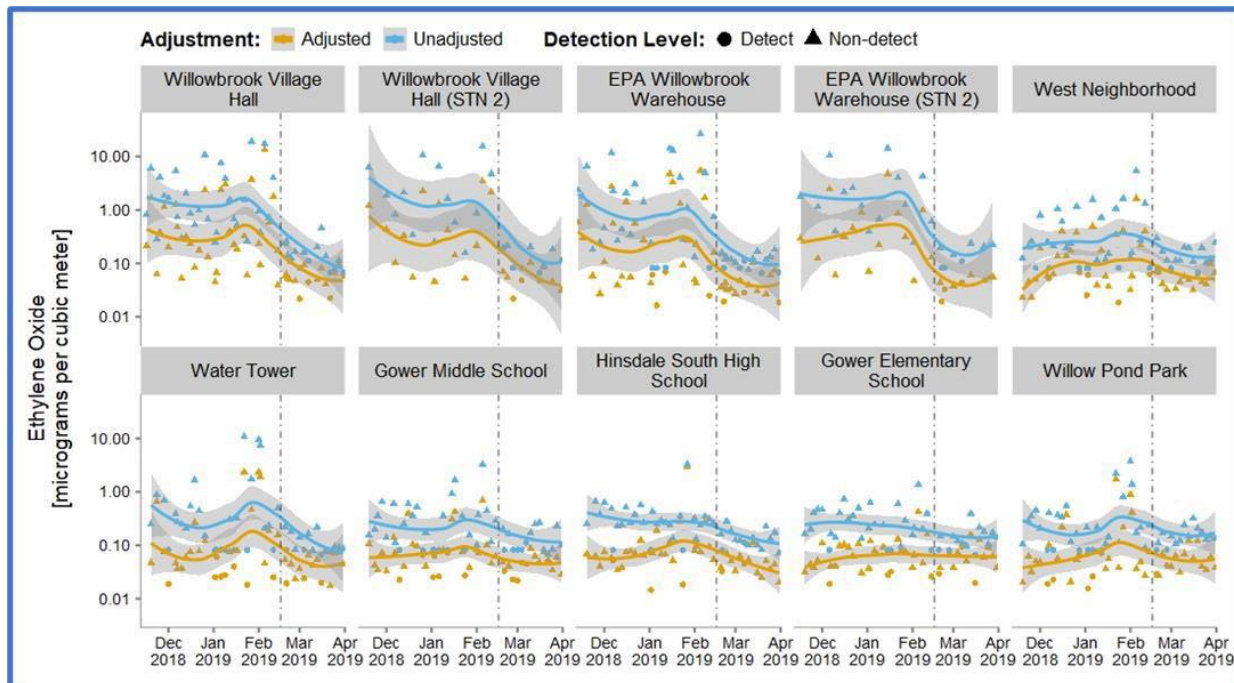 Adjustment: Adjusted Unadjusted Detection Level: Detect Non-detect
Willowbrook Village
Hall
Willowbrook Village
Hall (STN 2)
EPA Willowbrook
Warehouse
EPA Willowbrook
Warehouse (STN 2)
West Neighborhood
10.00
1.00
0.10
0.01
Water Tower
Gower Middle School
Hinsdale South High
School
Gower Elementary
School
Willow Pond Park
10.00
1.00
0.10
0.01
Ethylene Oxide
[micrograms per cubic meter]
Dec Jan Feb Mar Apr
2018 2019 2019 2019 2019
Dec Jan Feb Mar Apr
2018 2019 2019 2019 2019
Dec Jan Feb Mar Apr
2018 2019 2019 2019 2019
Dec Jan Feb Mar Apr
2018 2019 2019 2019 2019
Dec Jan Feb Mar Apr
2018 2019 2019 2019 2019